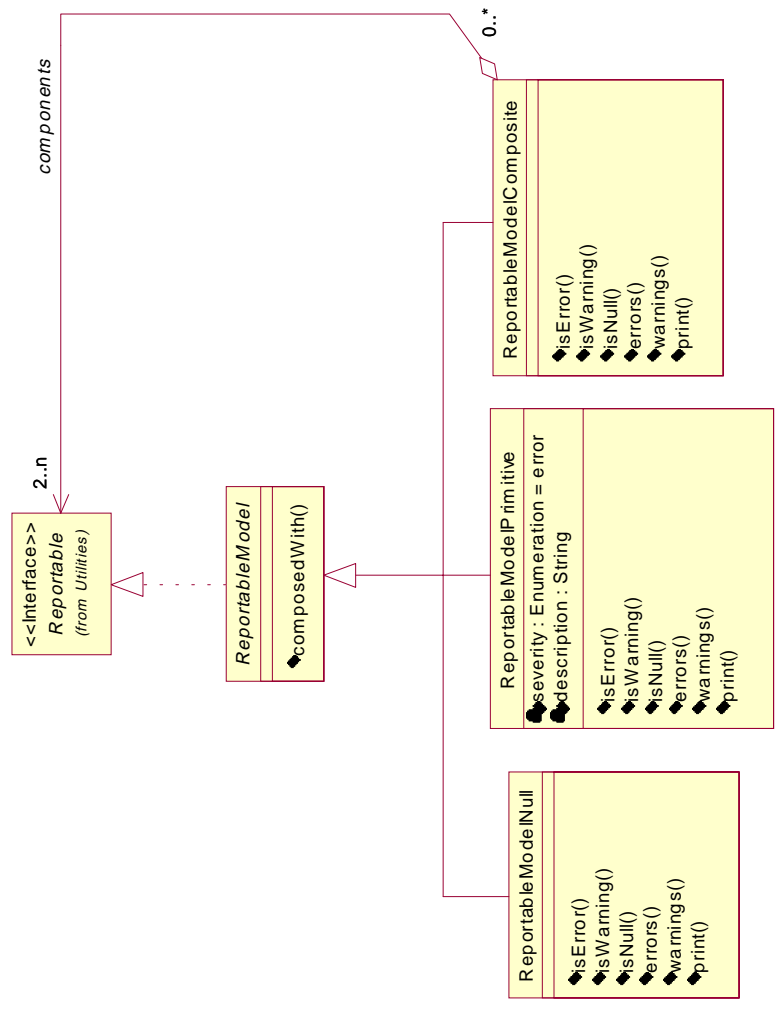 <<Interface>>
Reportable
(from Utilities)
2..n
components
0..*
ReportableModel
composedWith()
ReportableModelNull
isError()
isWarning()
isNull()
errors()
warnings()
print()
ReportableModelPrimitive
severity : Enumeration = error
description : String
isError()
isWarning()
isNull()
errors()
warnings()
print()
ReportableModelComposite
isError()
isWarning()
isNull()
errors()
warnings()
print()